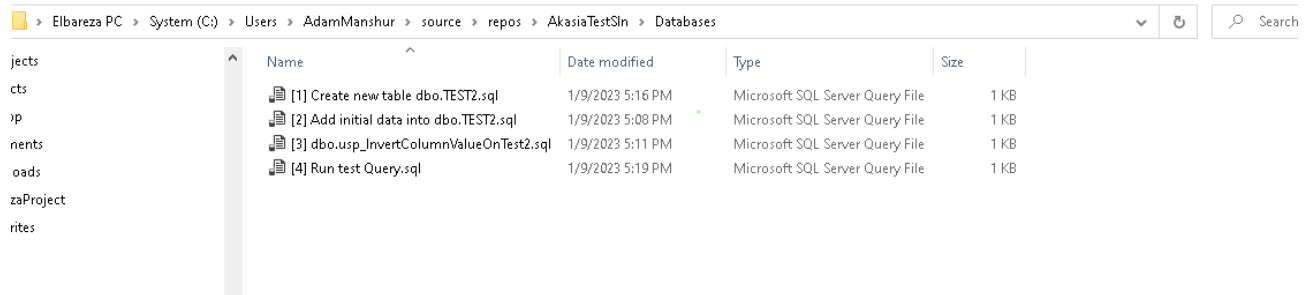 Elbareza PC > System (C:) > Users > AdamManshur > source > repos > AkasiaTestSln > Databases
Search
jects
cts
op
nents
oads
zaProject
rites
Name Date modified Type Size
[1] Create new table dbo.TEST2.sql 1/9/2023 5:16 PM Microsoft SQL Server Query File 1 KB
[2] Add initial data into dbo.TEST2.sql 1/9/2023 5:08 PM Microsoft SQL Server Query File 1 KB
[3] dbo.usp_InvertColumnValueOnTest2.sql 1/9/2023 5:11 PM Microsoft SQL Server Query File 1 KB
[4] Run test Query.sql 1/9/2023 5:19 PM Microsoft SQL Server Query File 1 KB